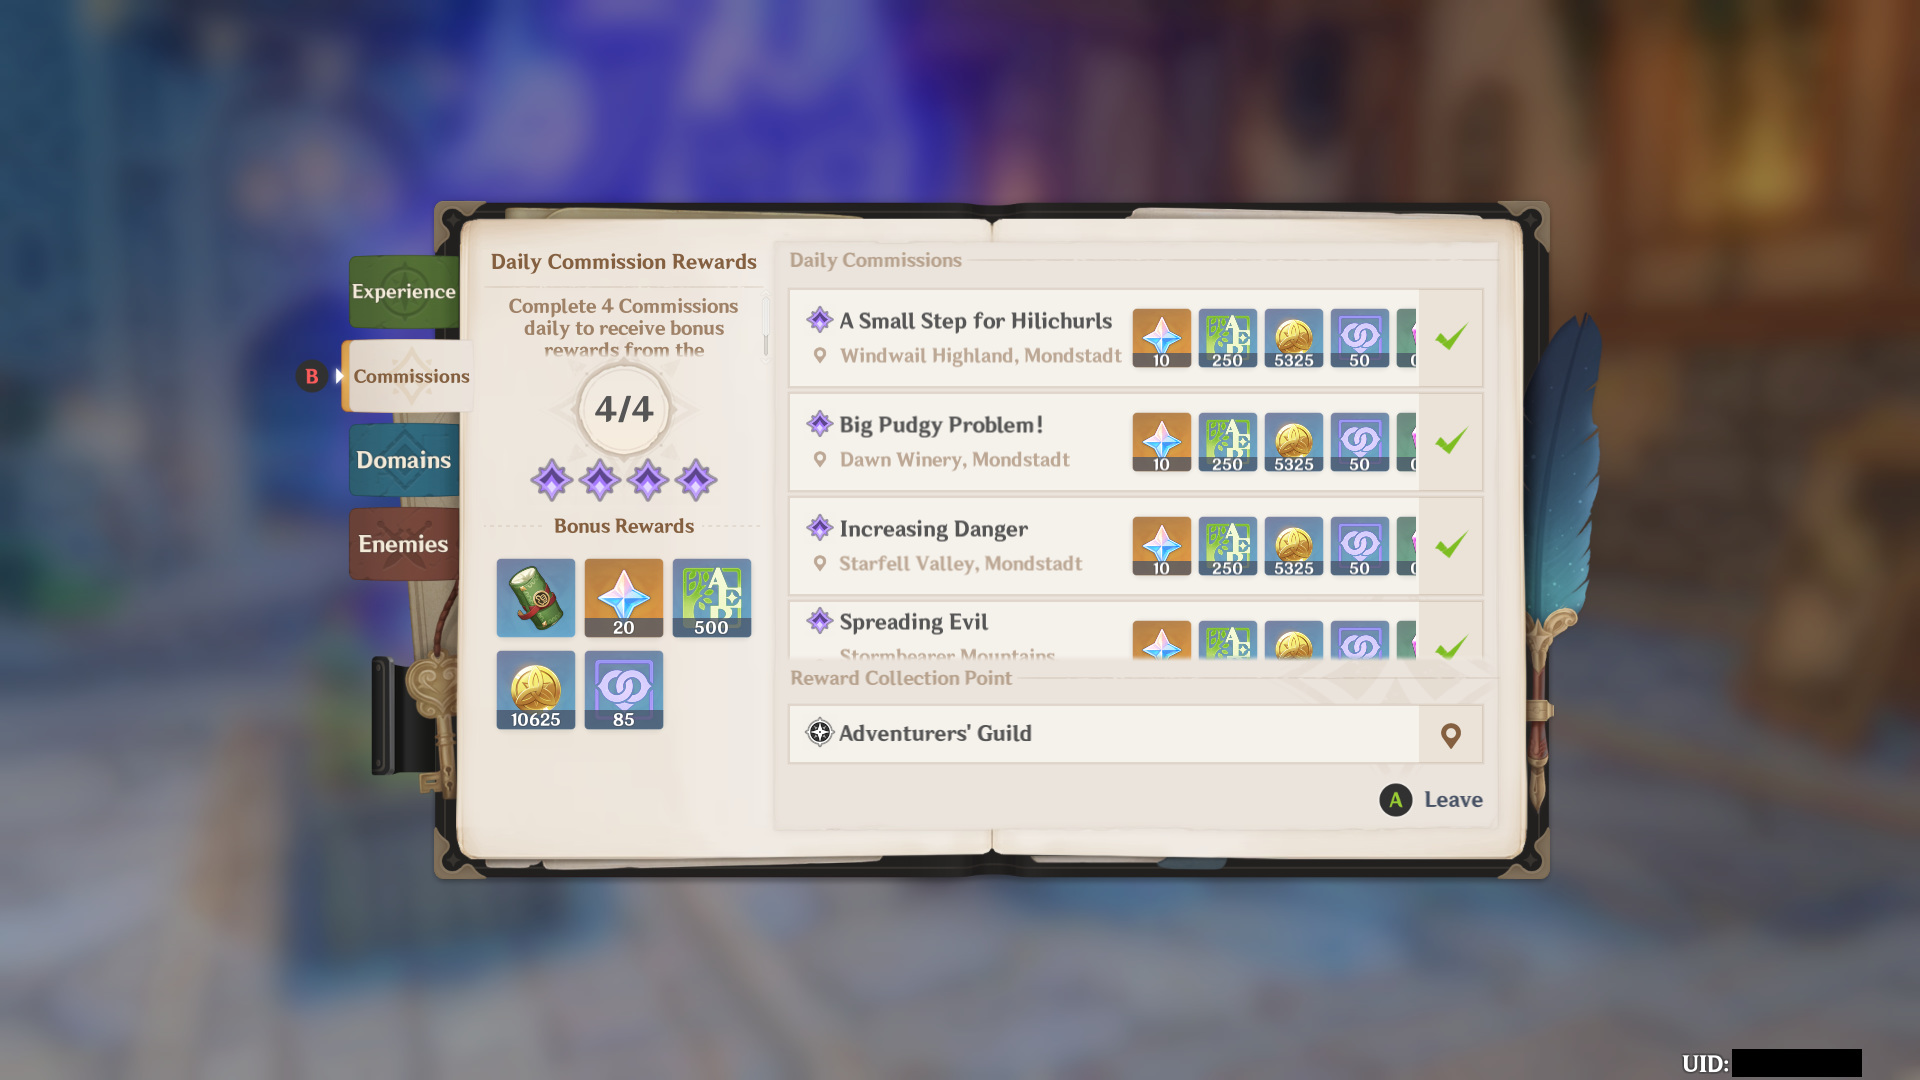 Experience
B
Commissions
Domains
Enemies
Daily Commission Rewards
Complete 4 Commissions
daily to receive bonus
rewards from the
4/4
Bonus Rewards
20
500
10625
85
Daily Commissions
A Small Step for Hilichurls
Windwail Highland, Mondstadt
10
250
5325
50
Big Pudgy Problem!
Dawn Winery, Mondstadt
10
250
5325
50
Increasing Danger
Starfell Valley, Mondstadt
10
250
5325
50
Spreading Evil
Stormbearer Mountains
Reward Collection Point
Adventurers' Guild
A Leave
UID: